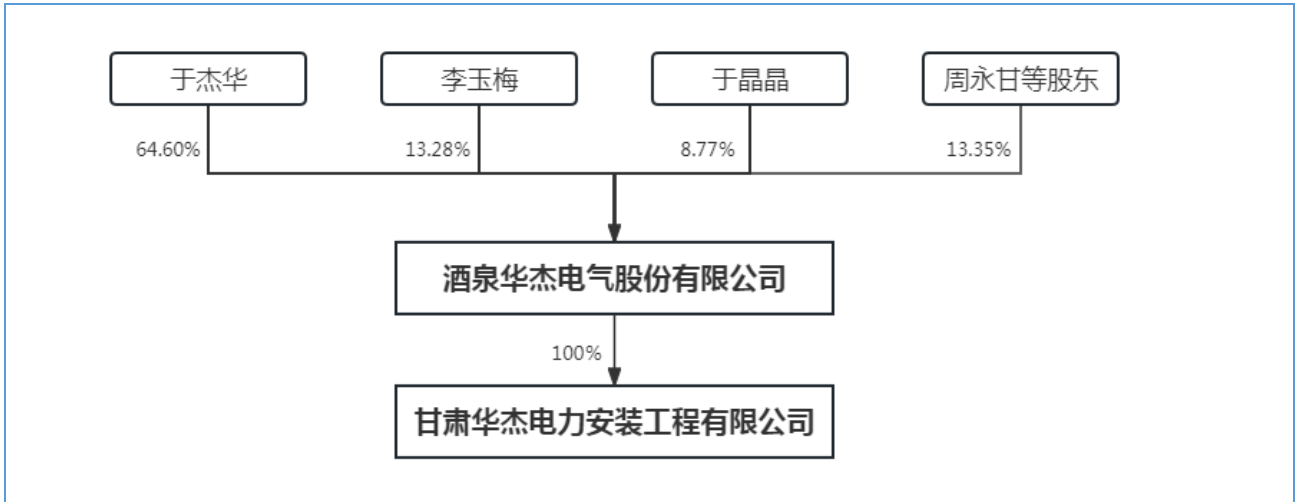 于杰华
李玉梅
于晶晶
周永甘等股东
64.60%
13.28%
8.77%
13.35%
酒泉华杰电气股份有限公司
100%
甘肃华杰电力安装工程有限公司